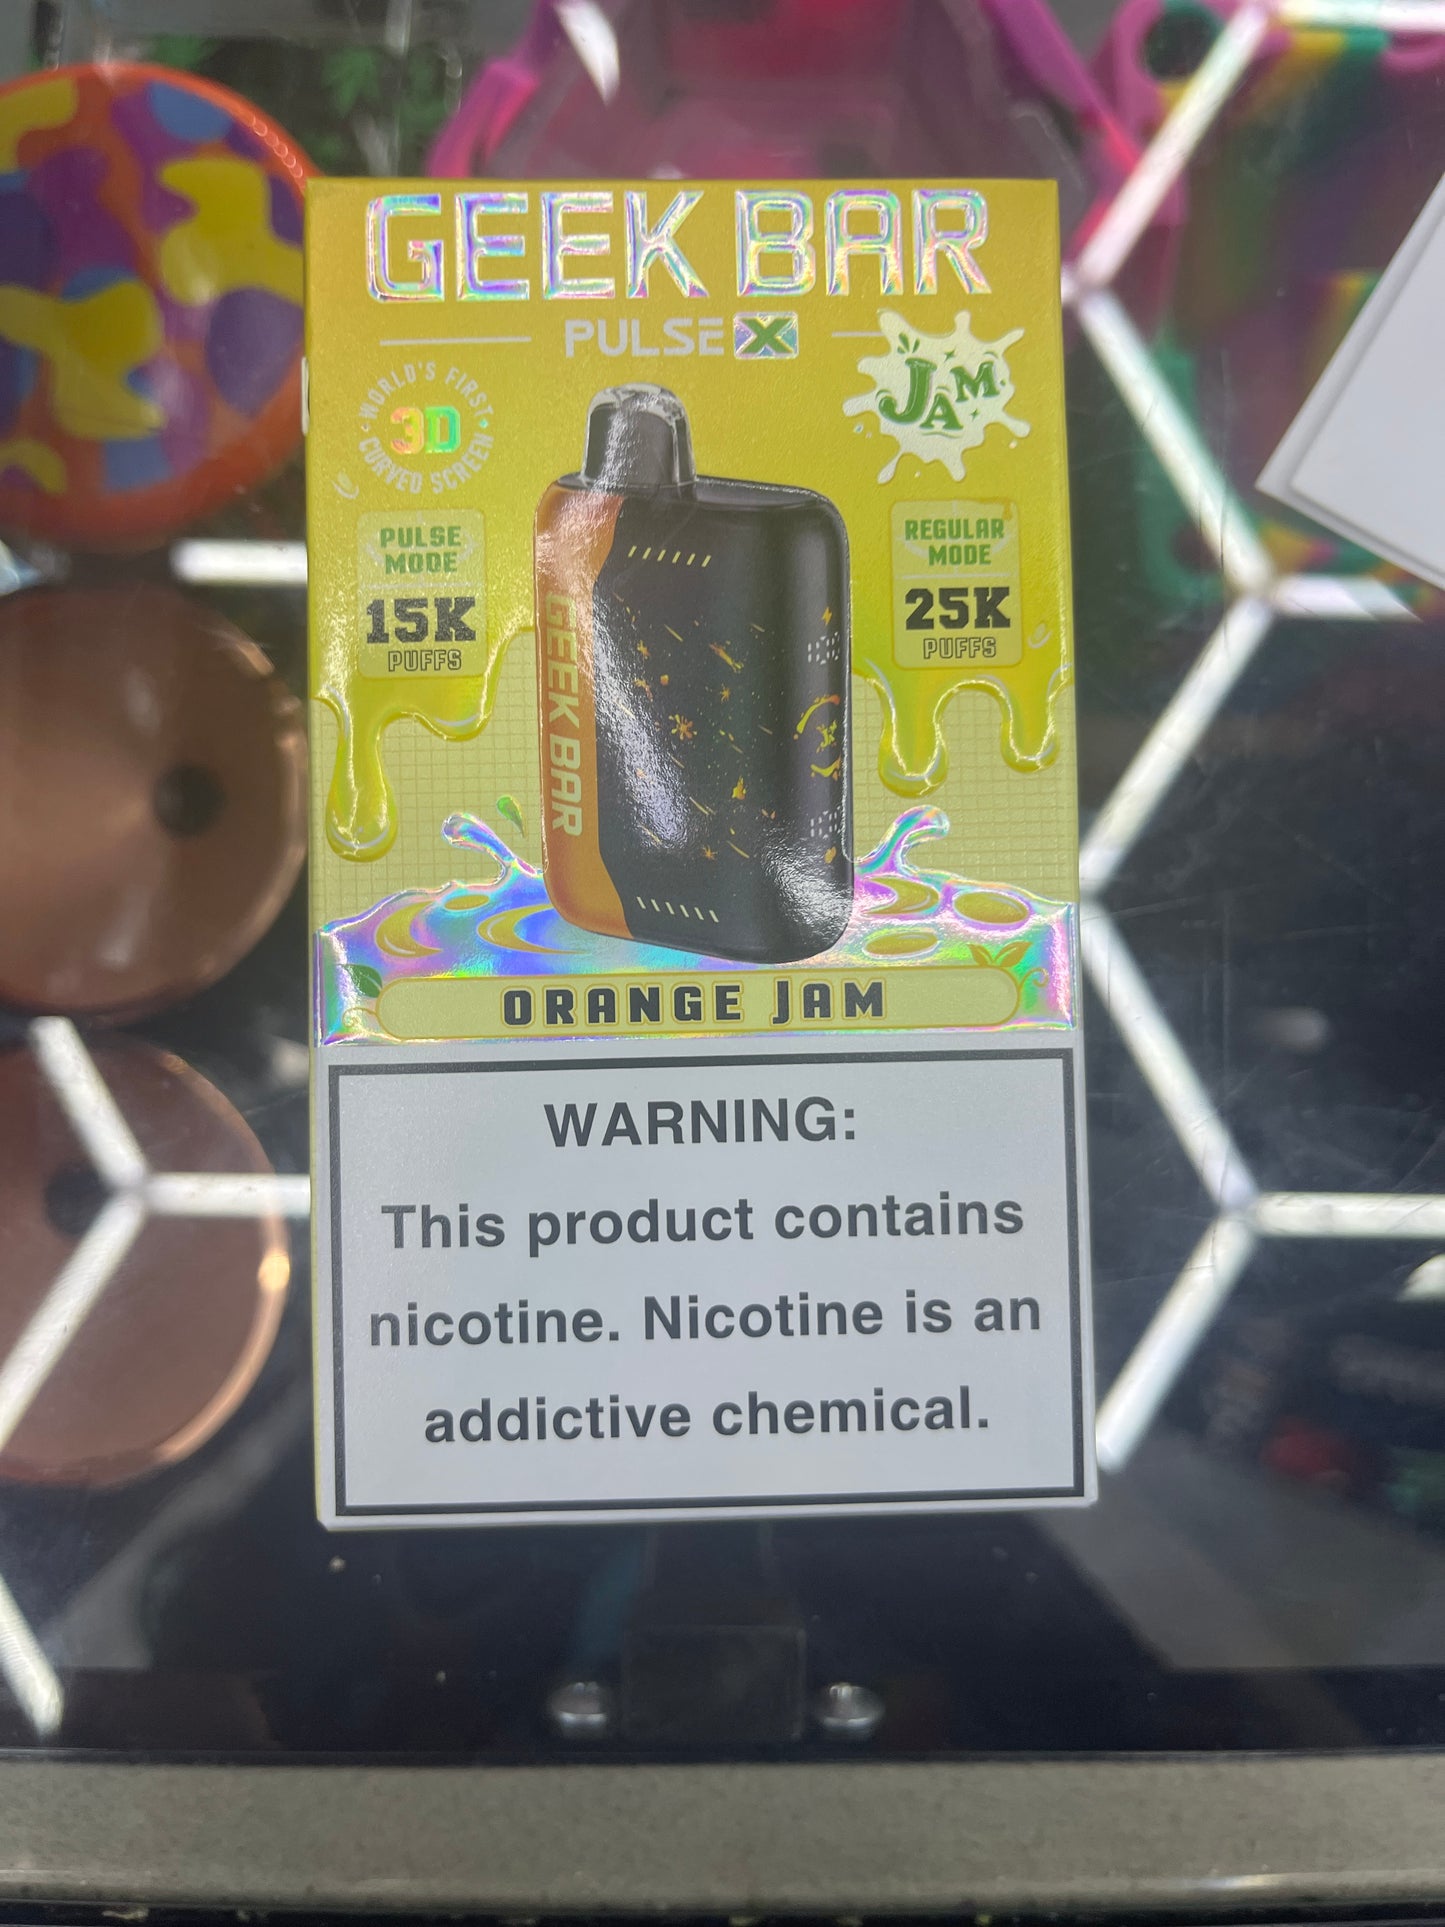 GEEK BAR
PULSE X
JAM
WORLD'S FIRST
3D
CURVED SCREEN
PULSE
MODE
15K
PUFFS
REGULAR
MODE
25K
PUFFS
GEEK BAR
ORANGE JAM
WARNING:
This product contains
nicotine. Nicotine is an
addictive chemical.